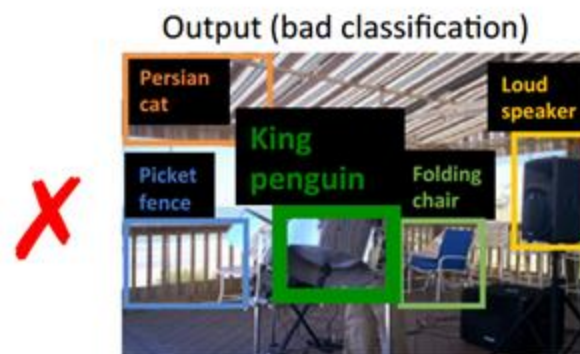 Output (bad classification)
Persian
cat
Loud
speaker
King
penguin
Picket
fence
Folding
chair